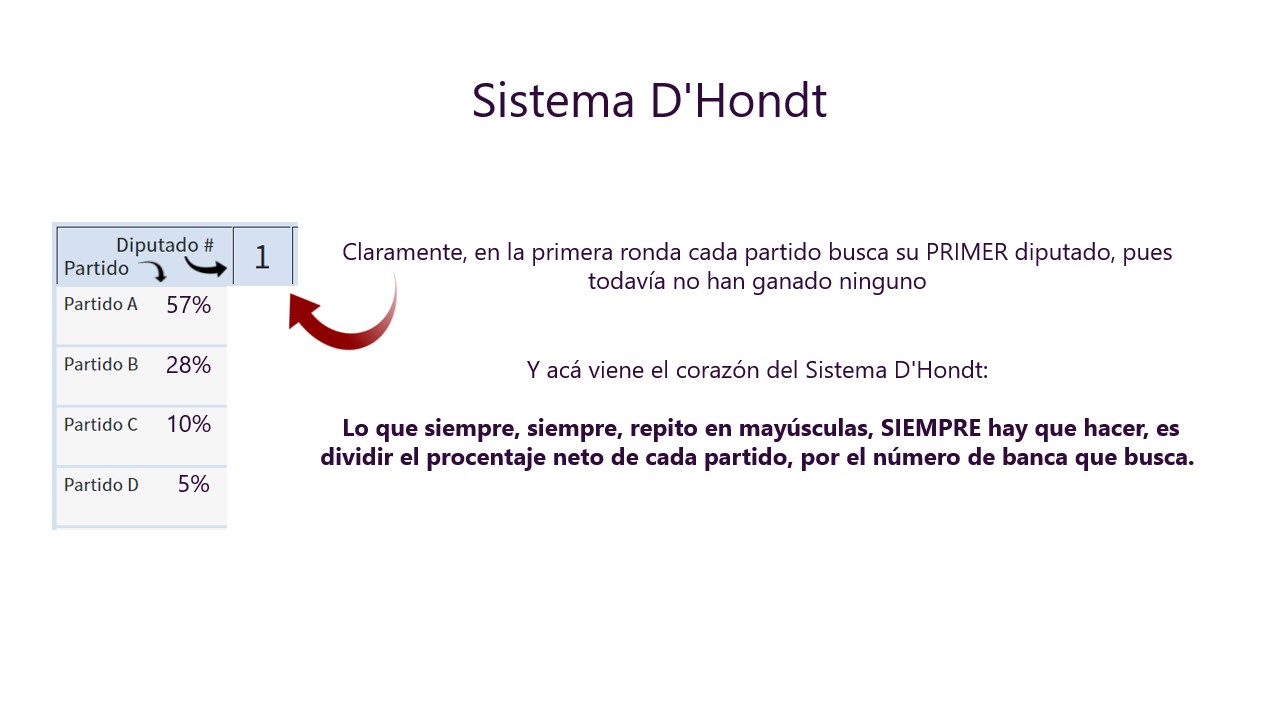 Sistema D'Hondt
Diputado #
Partido
1
Partido A 57%
Partido B 28%
Partido C 10%
Partido D 5%
Claramente, en la primera ronda cada partido busca su PRIMER diputado, pues
todavía no han ganado ninguno
Y acá viene el corazón del Sistema D'Hondt:
Lo que siempre, siempre, repito en mayúsculas, SIEMPRE hay que hacer, es
dividir el procentaje neto de cada partido, por el número de banca que busca.